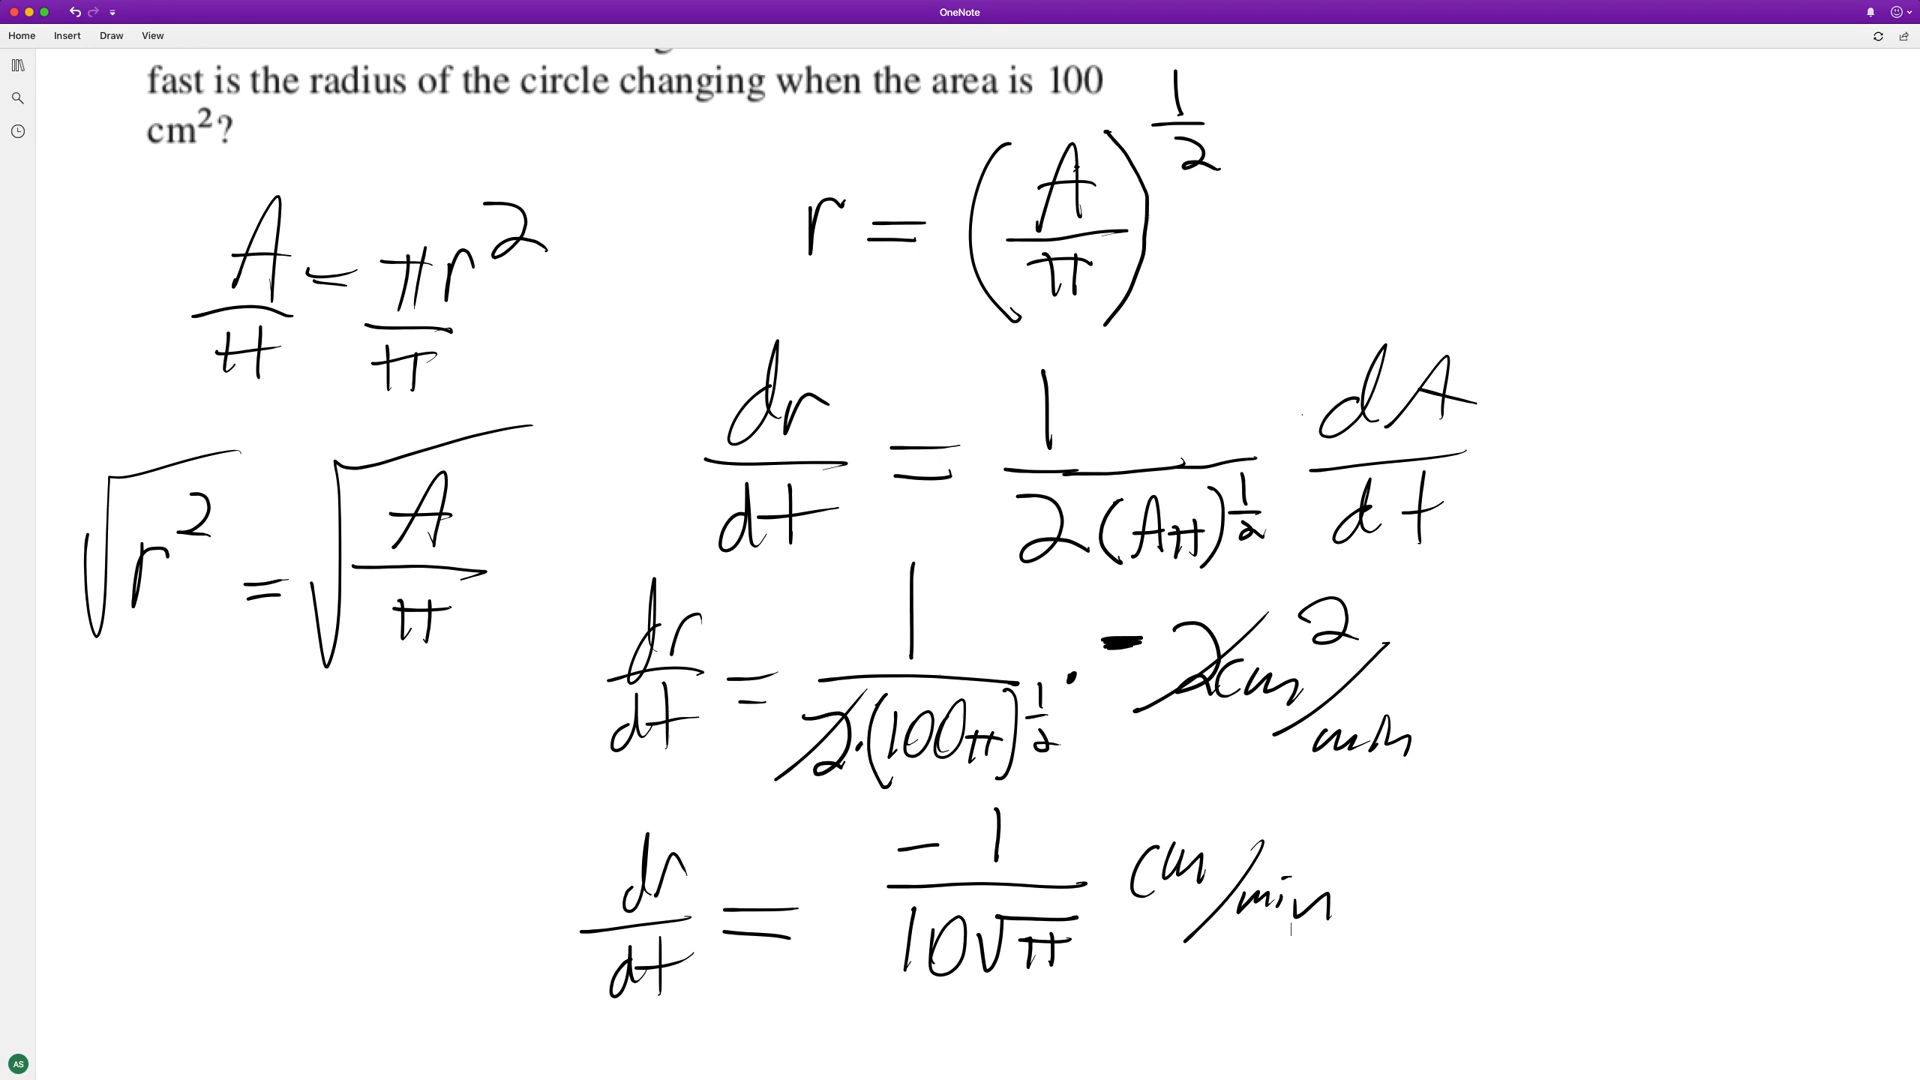 OneNote
Home Insert Draw View
fast is the radius of the circle changing when the area is 100
cm²?
A/π = πr²/π
√r² = √(A/π)
r = (A/π)^(1/2)
dr/dt = 1/(2(Aπ)^(1/2)) dA/dt
dr/dt = 1/(2·(100π)^(1/2)) · -2cm²/min
dr/dt = -1/(10√π) cm/min
AS